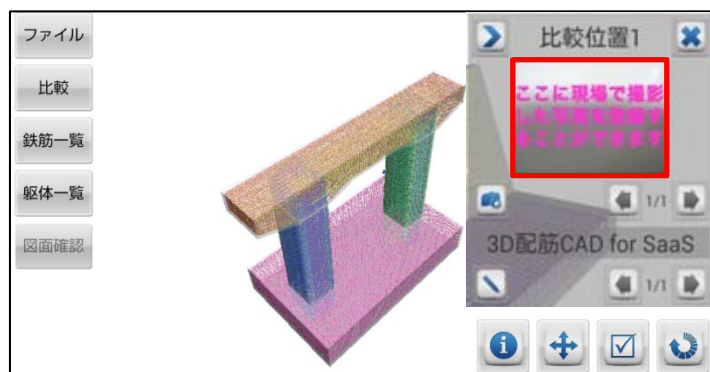 ファイル
比較
鉄筋一覧
躯体一覧
図面確認
比較位置1
ここに現場で撮影
した写真を登録す
ることができます
1/1
3D配筋CAD for SaaS
1/1